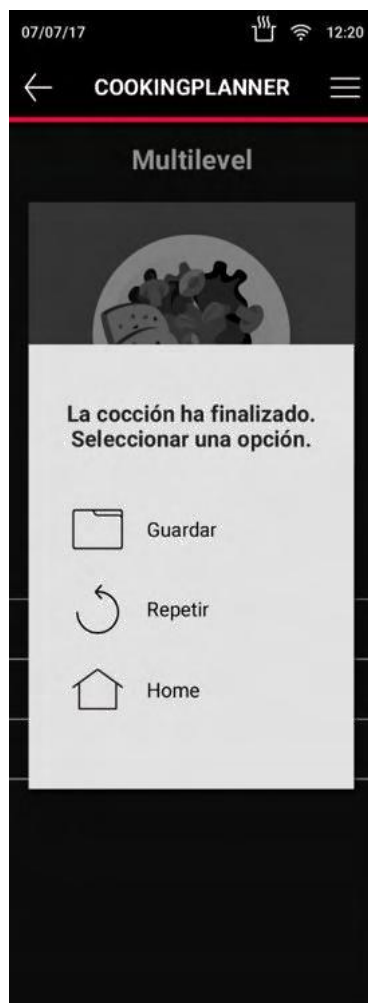 07/07/17 12:20
COOKINGPLANNER
Multilevel
La cocción ha finalizado.
Seleccionar una opción.
Guardar
Repetir
Home